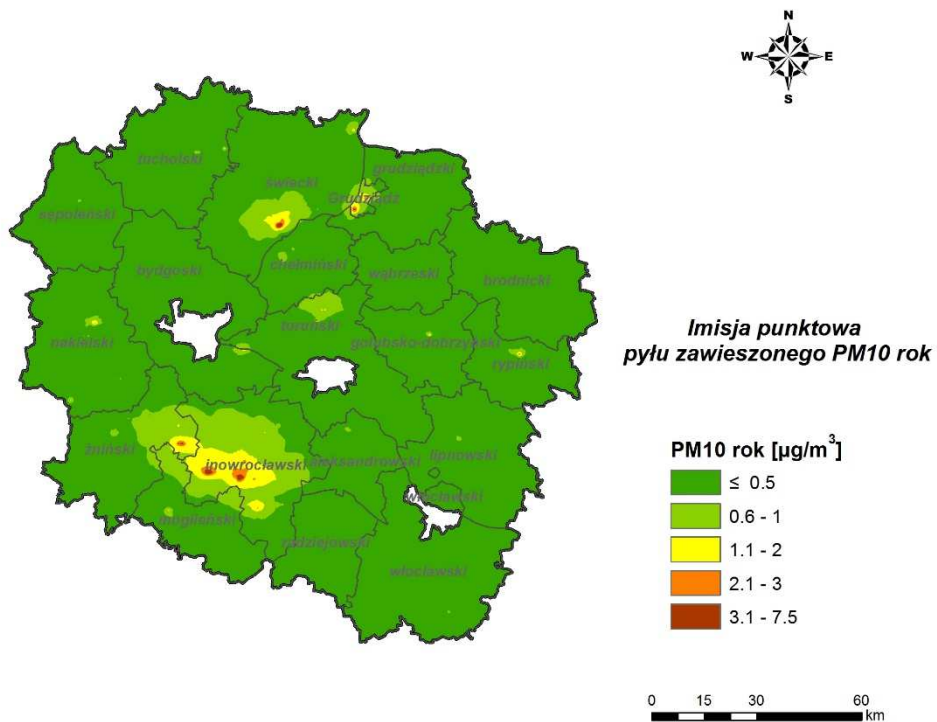 N
W E
S
tucholski
grudziądzki
świecki
Grudziądz
sępoleński
chełmiński
bydgoski
wąbrzeski
brodnicki
toruński
nakielski
golubsko-dobrzyński
rypiński
żniński
inowrocławski
aleksandrowski
lipnowski
włocławski
mogileński
radziejowski
włocławski
Imisja punktowa
pyłu zawieszonego PM10 rok
PM10 rok [µg/m³]
≤ 0.5
0.6 - 1
1.1 - 2
2.1 - 3
3.1 - 7.5
0 15 30 60
km